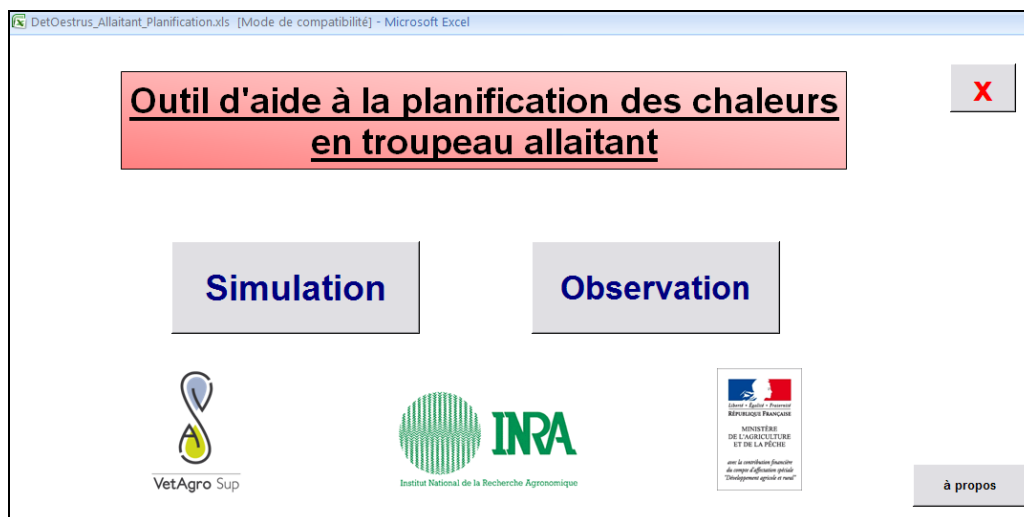 DetOestrus_Allaitant_Planification.xls [Mode de compatibilité] - Microsoft Excel
Outil d'aide à la planification des chaleurs
en troupeau allaitant
X
Simulation
Observation
VetAgro Sup
INRA
Institut National de la Recherche Agronomique
Liberté • Égalité • Fraternité
RÉPUBLIQUE FRANÇAISE
MINISTÈRE
DE L'AGRICULTURE
ET DE LA PÊCHE
avec la contribution financière
du compte d'affectation spéciale
"Développement agricole et rural"
à propos